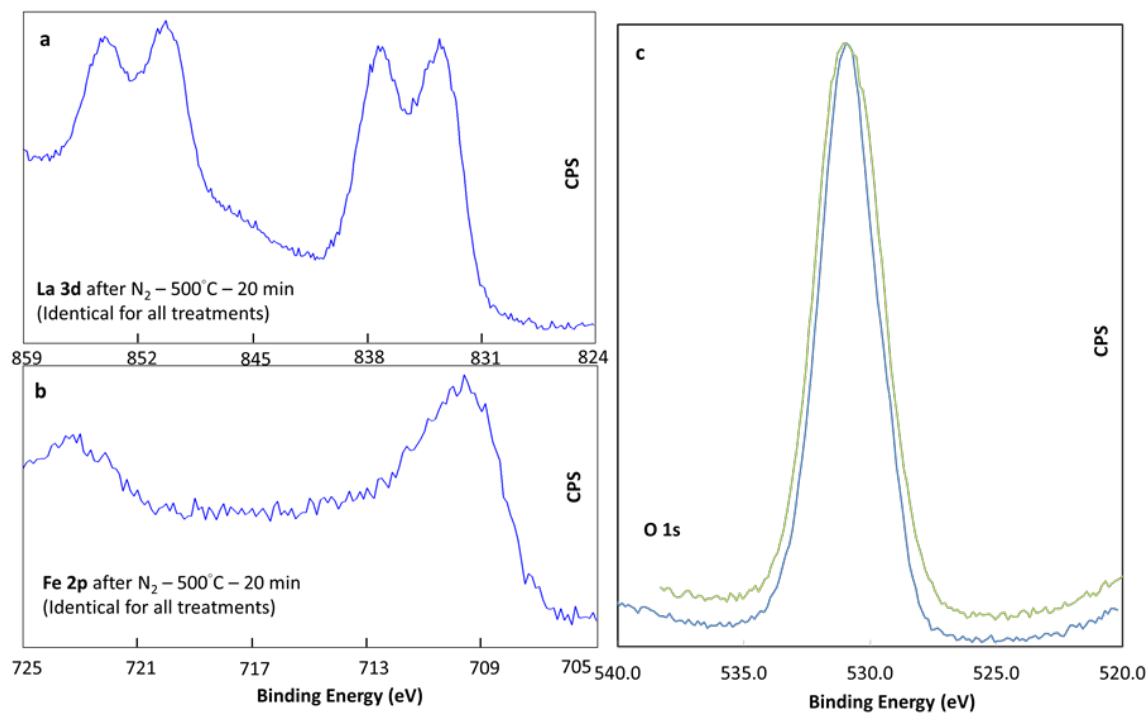 a
CPS
La 3d after N₂ – 500°C – 20 min
(Identical for all treatments)
859 852 845 838 831 824
b
CPS
Fe 2p after N₂ – 500°C – 20 min
(Identical for all treatments)
725 721 717 713 709 705
Binding Energy (eV)
c
CPS
O 1s
540.0 535.0 530.0 525.0 520.0
Binding Energy (eV)